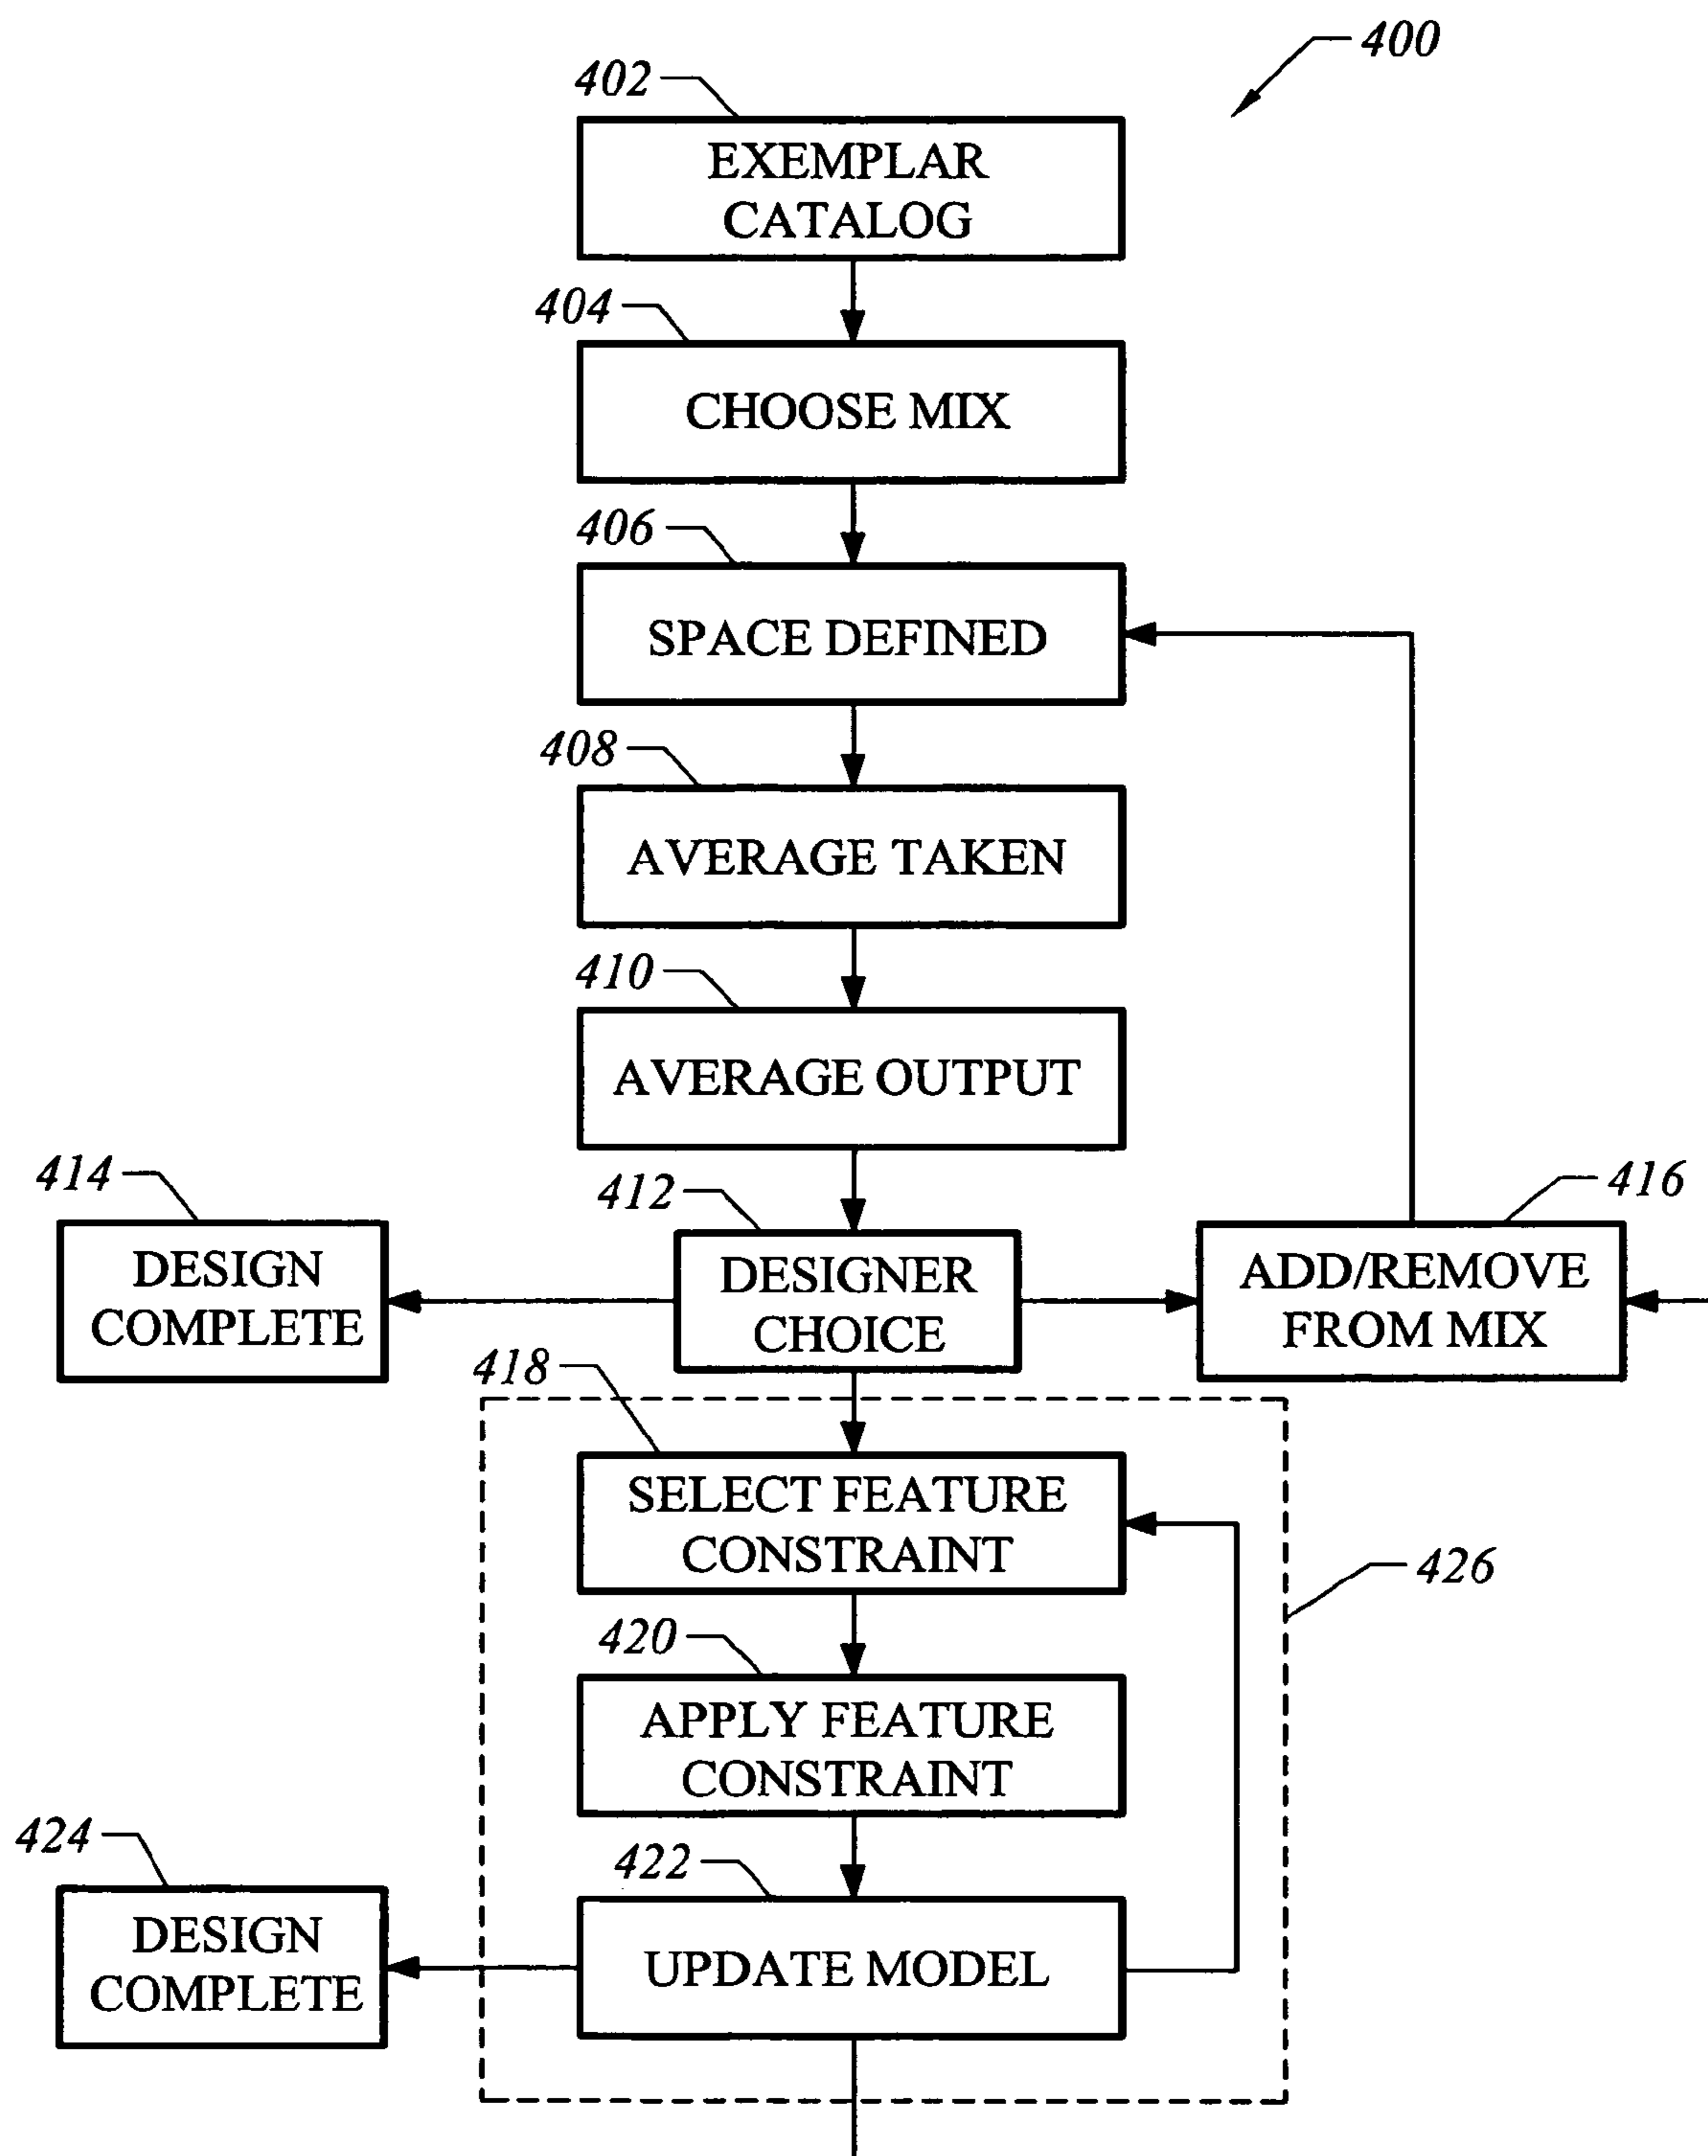 400
402
EXEMPLAR
CATALOG
404
CHOOSE MIX
406
SPACE DEFINED
408
AVERAGE TAKEN
410
AVERAGE OUTPUT
414
DESIGN
COMPLETE
412
DESIGNER
CHOICE
416
ADD/REMOVE
FROM MIX
418
SELECT FEATURE
CONSTRAINT
426
420
APPLY FEATURE
CONSTRAINT
424
DESIGN
COMPLETE
422
UPDATE MODEL